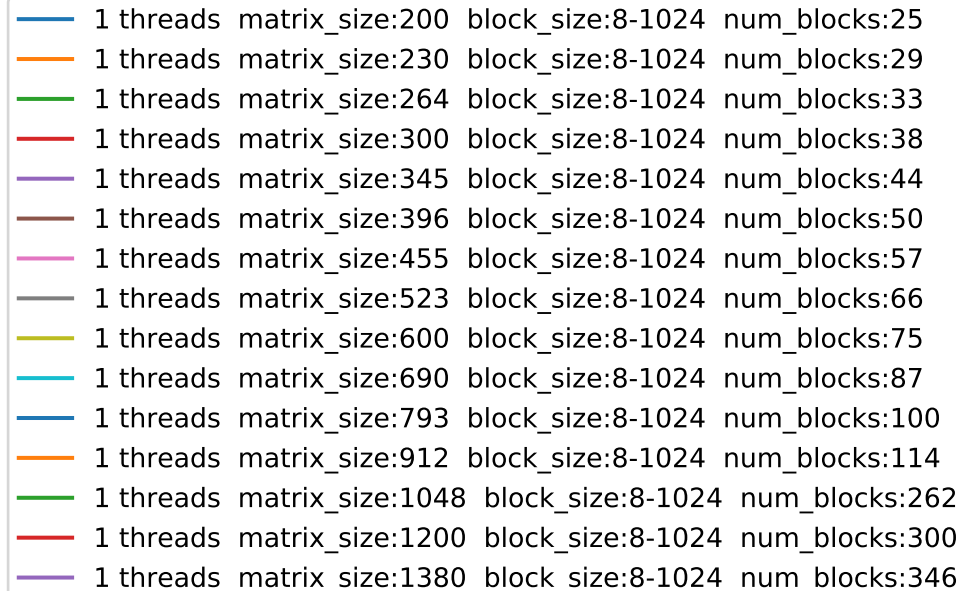 1 threads matrix_size:200 block_size:8-1024 num_blocks:25
1 threads matrix_size:230 block_size:8-1024 num_blocks:29
1 threads matrix_size:264 block_size:8-1024 num_blocks:33
1 threads matrix_size:300 block_size:8-1024 num_blocks:38
1 threads matrix_size:345 block_size:8-1024 num_blocks:44
1 threads matrix_size:396 block_size:8-1024 num_blocks:50
1 threads matrix_size:455 block_size:8-1024 num_blocks:57
1 threads matrix_size:523 block_size:8-1024 num_blocks:66
1 threads matrix_size:600 block_size:8-1024 num_blocks:75
1 threads matrix_size:690 block_size:8-1024 num_blocks:87
1 threads matrix_size:793 block_size:8-1024 num_blocks:100
1 threads matrix_size:912 block_size:8-1024 num_blocks:114
1 threads matrix_size:1048 block_size:8-1024 num_blocks:262
1 threads matrix_size:1200 block_size:8-1024 num_blocks:300
1 threads matrix_size:1380 block_size:8-1024 num_blocks:346